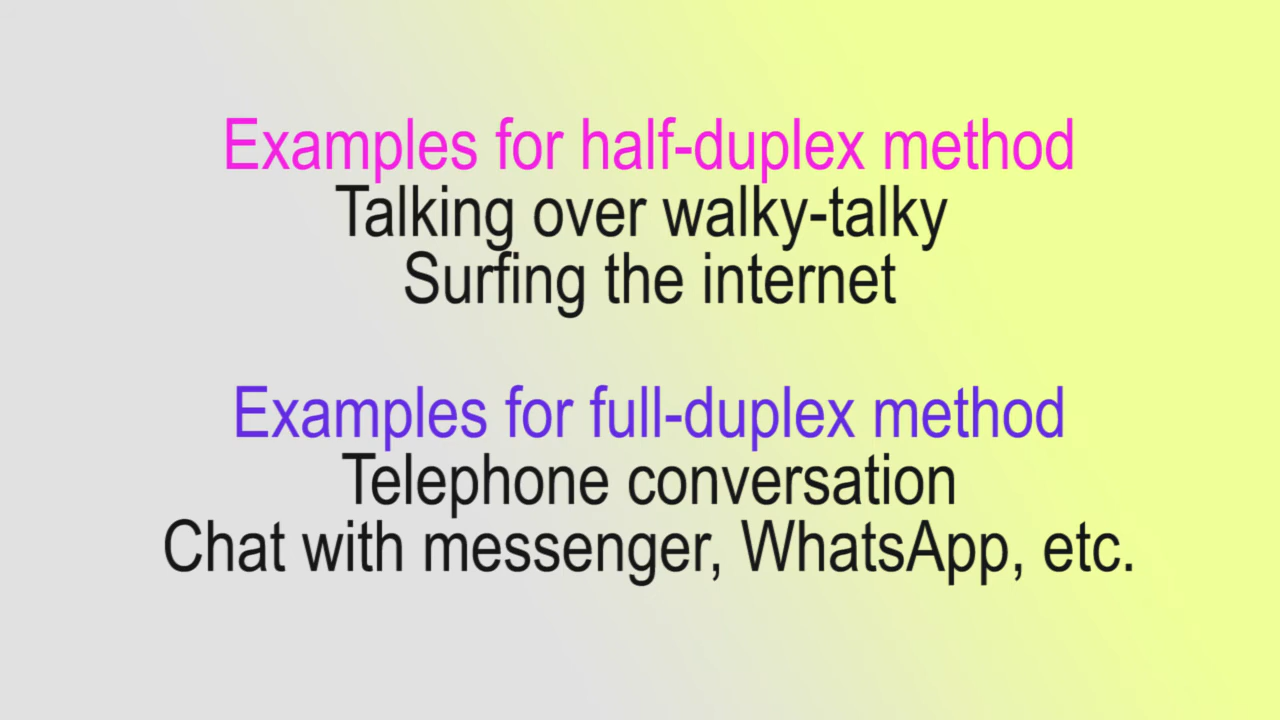 Examples for half-duplex method
Talking over walky-talky
Surfing the internet
Examples for full-duplex method
Telephone conversation
Chat with messenger, WhatsApp, etc.